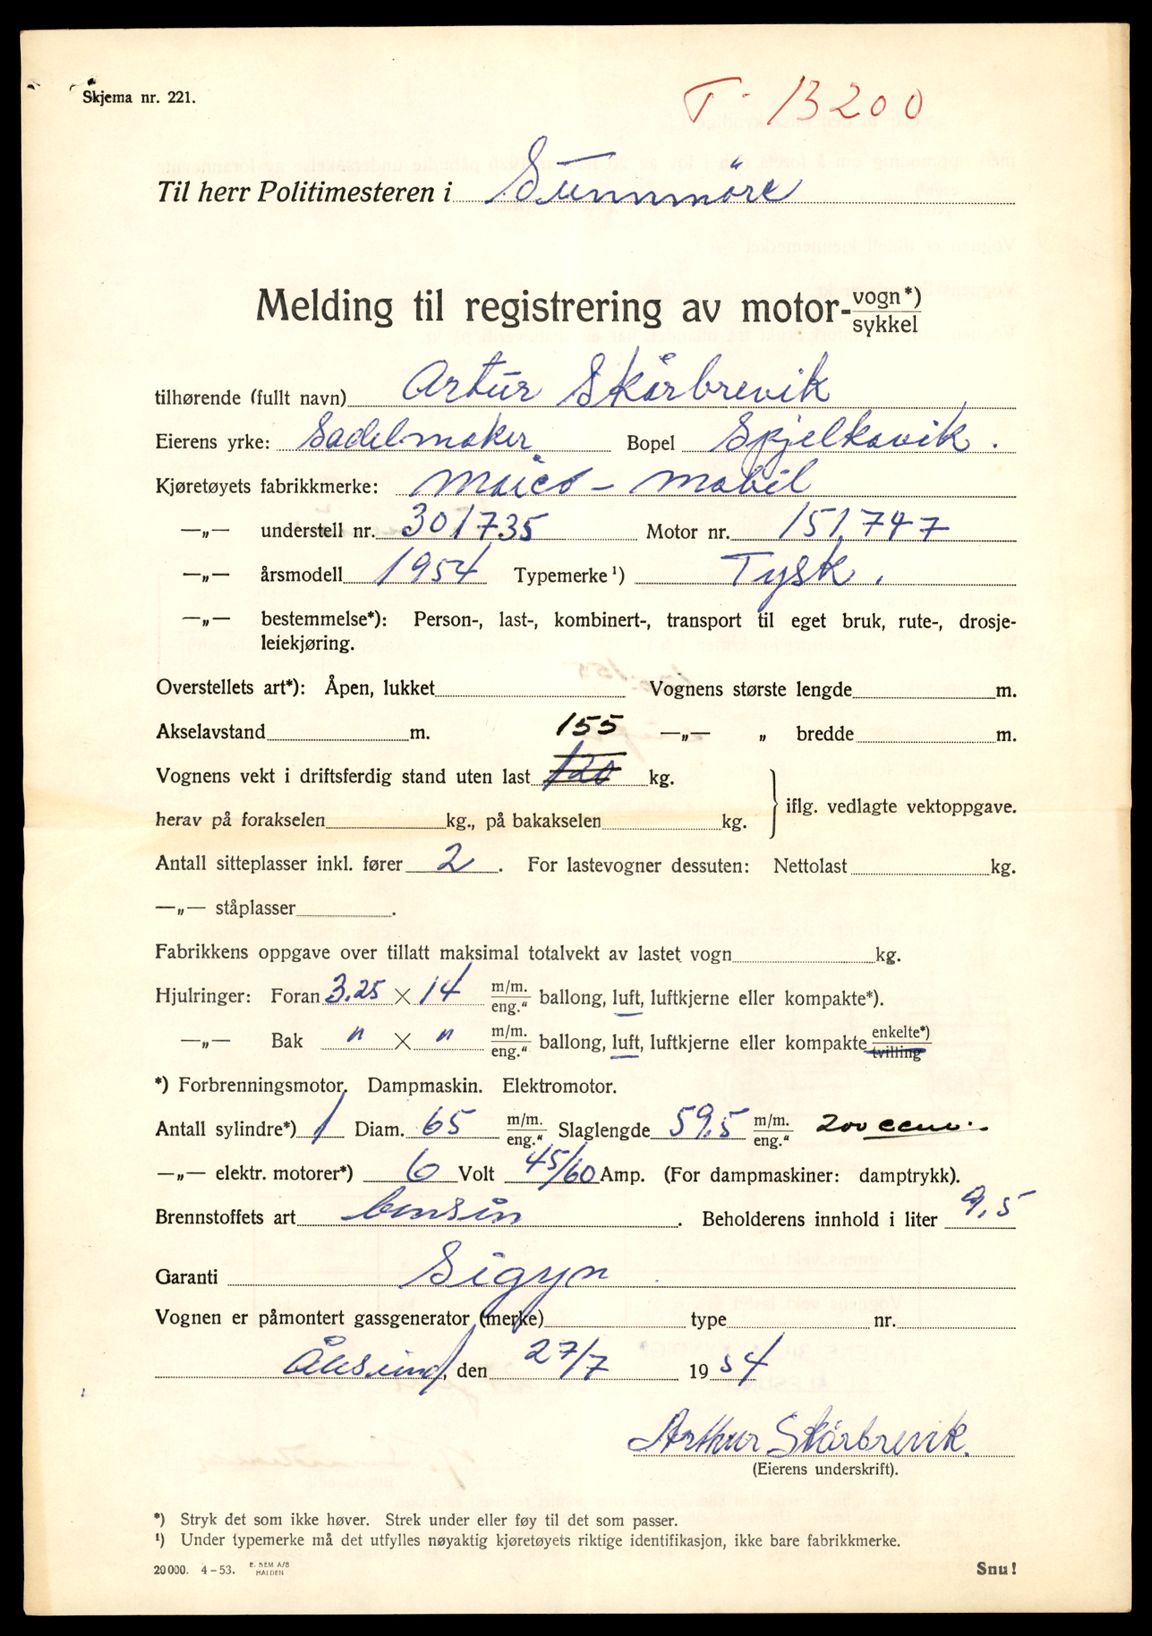 Skjema nr. 221.
T - 13200
Til herr Politimesteren i Sunnmöre
Melding til registrering av motor-vogn*) sykkel
tilhørende (fullt navn) Artur Skårbrevik
Eierens yrke: Sadelmaker Bopel Spjelkavik.
Kjøretøyets fabrikkmerke: Maico - mobil
—„— understell nr. 301735 Motor nr. 151.747
—„— årsmodell 1954 Typemerke ¹) Tysk.
—„— bestemmelse*): Person-, last-, kombinert-, transport til eget bruk, rute-, drosje-
leiekjøring.
Overstellets art*): Åpen, lukket Vognens største lengde m.
Akselavstand m. 155 —„— „ bredde m.
Vognens vekt i driftsferdig stand uten last 120 kg.
iflg. vedlagte vektoppgave.
herav på forakselen kg., på bakakselen kg.
Antall sitteplasser inkl. fører 2. For lastevogner dessuten: Nettolast kg.
—„— ståplasser .
Fabrikkens oppgave over tillatt maksimal totalvekt av lastet vogn kg.
Hjulringer: Foran 3.25 × 14 m/m. eng." ballong, luft, luftkjerne eller kompakte*).
—„— Bak " × " m/m. eng." ballong, luft, luftkjerne eller kompakte enkelte*) tvilling
*) Forbrenningsmotor. Dampmaskin. Elektromotor.
Antall sylindre*) 1 Diam. 65 m/m. eng." Slaglengde 59,5 m/m. eng." 200 ccm.
—„— elektr. motorer*) 6 Volt 45/60 Amp. (For dampmaskiner: damptrykk).
Brennstoffets art bensin. Beholderens innhold i liter 9,5
Garanti Sigyn
Vognen er påmontert gassgenerator (merke) type nr.
Ålesund, den 27/7 1954
Arthur Skårbrevik.
(Eierens underskrift).
*) Stryk det som ikke høver. Strek under eller føy til det som passer.
¹) Under typemerke må det utfylles nøyaktig kjøretøyets riktige identifikasjon, ikke bare fabrikkmerke.
20000. 4-53. E. SEM A/S HALDEN Snu!